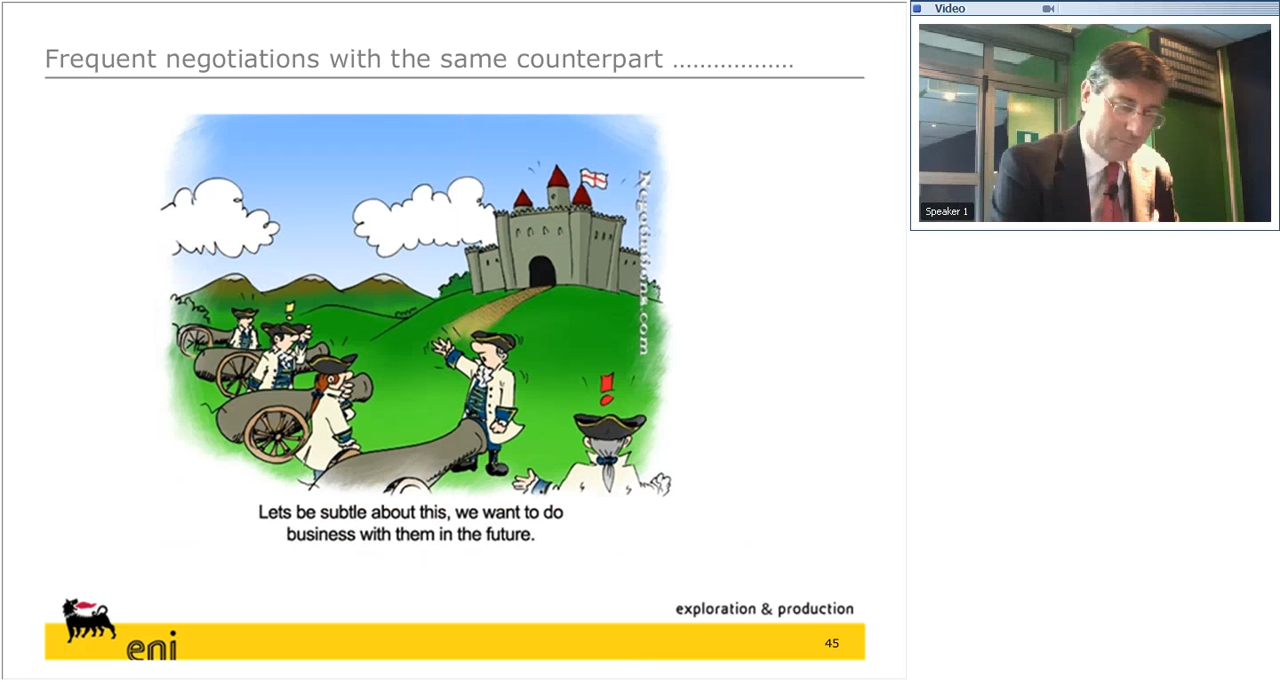 Frequent negotiations with the same counterpart ..................
Negotiations.com
Lets be subtle about this, we want to do
business with them in the future.
exploration & production
eni
45
Video
Speaker 1